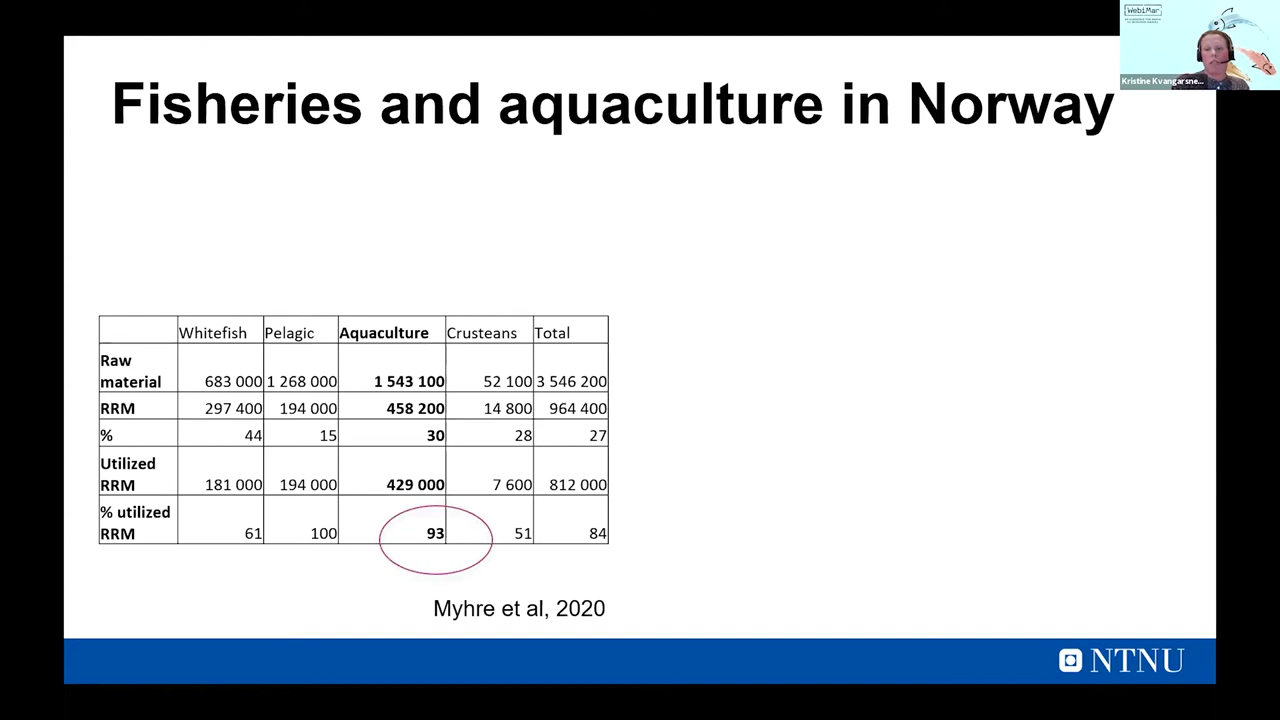 WebiMar
Kristine Kvangarsne...
Fisheries and aquaculture in Norway
Whitefish Pelagic Aquaculture Crusteans Total
Raw
material 683 000 1 268 000 1 543 100 52 100 3 546 200
RRM 297 400 194 000 458 200 14 800 964 400
% 44 15 30 28 27
Utilized
RRM 181 000 194 000 429 000 7 600 812 000
% utilized
RRM 61 100 93 51 84
Myhre et al, 2020
NTNU